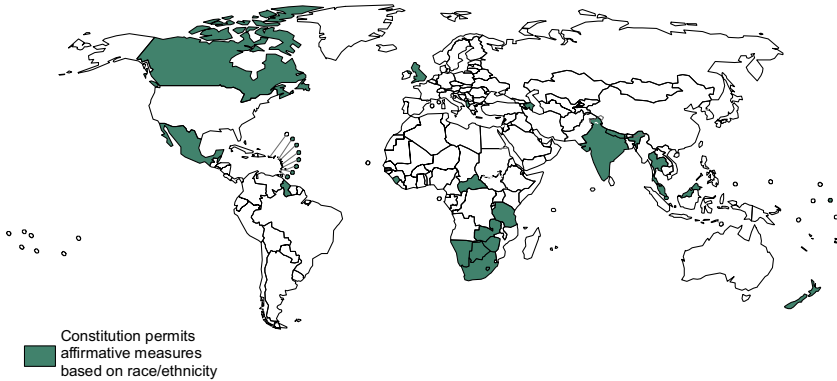 Constitution permits
affirmative measures
based on race/ethnicity